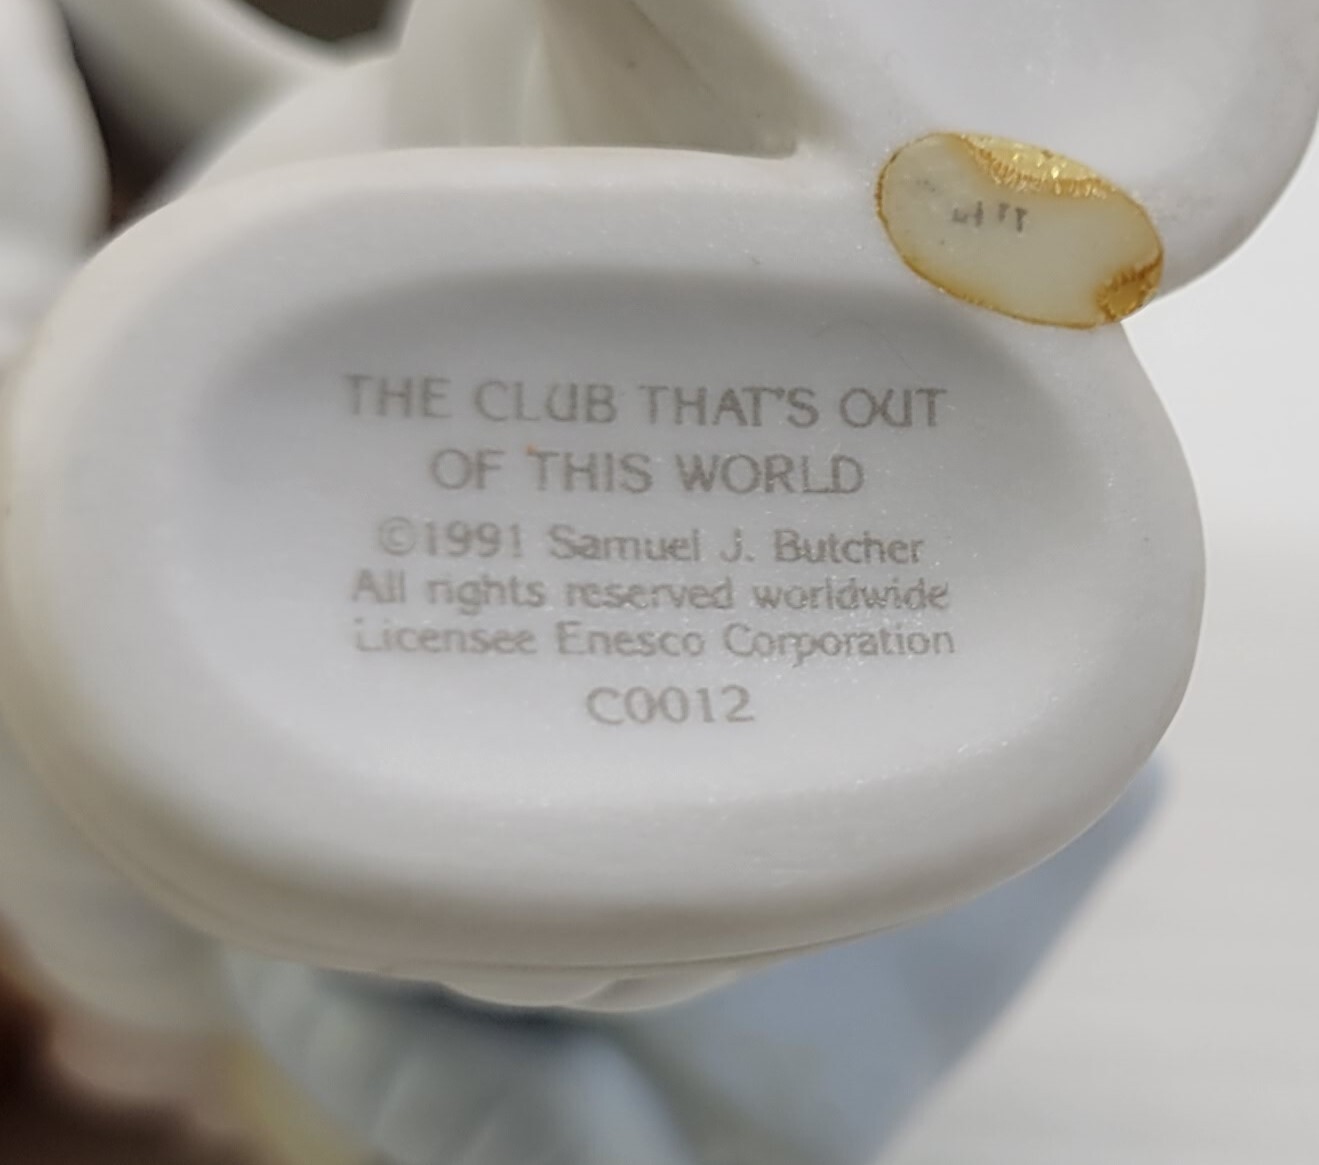 THE CLUB THAT'S OUT
OF THIS WORLD
©1991 Samuel J. Butcher
All rights reserved worldwide
Licensee Enesco Corporation
C0012